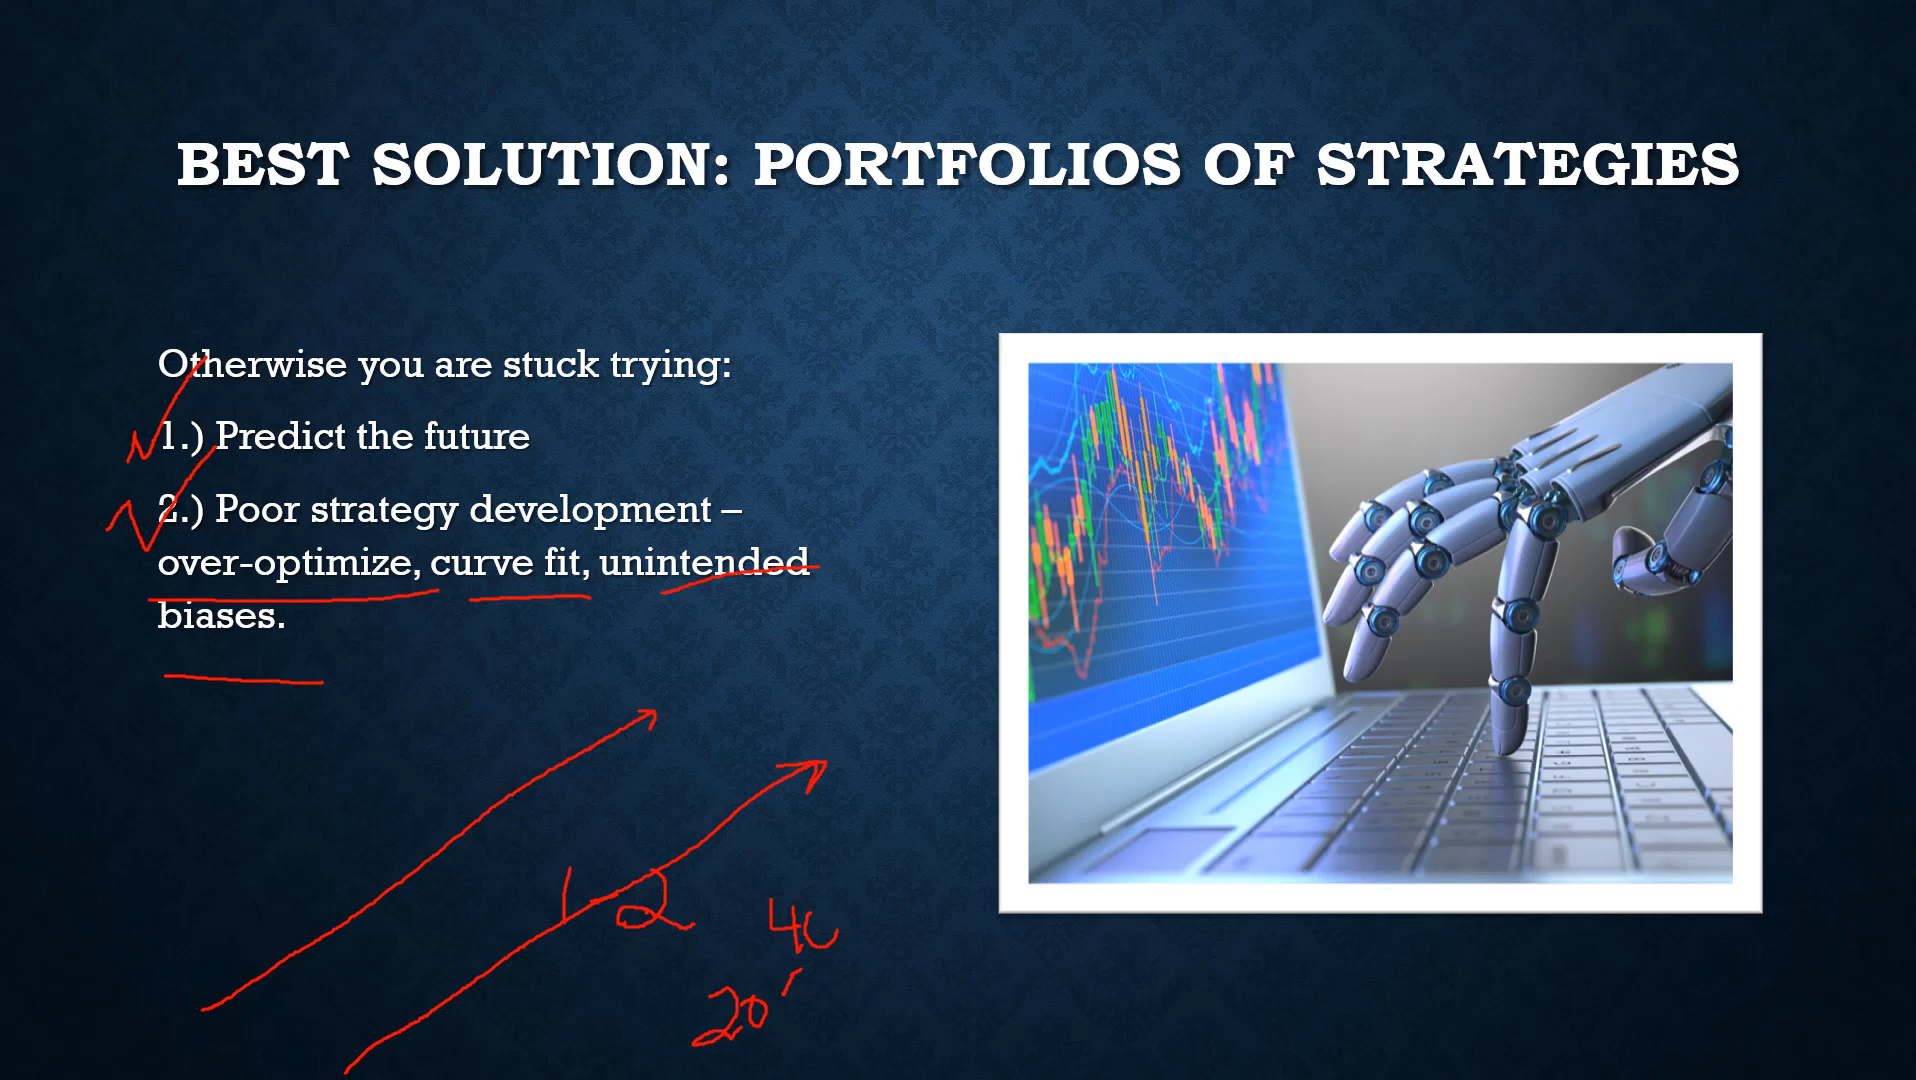 BEST SOLUTION: PORTFOLIOS OF STRATEGIES
Otherwise you are stuck trying:
1.) Predict the future
2.) Poor strategy development –
over-optimize, curve fit, unintended
biases.
1-2
20